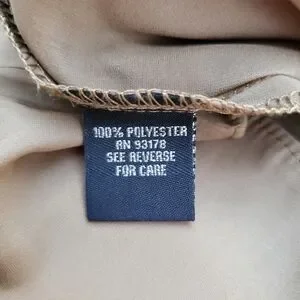 100% POLYESTER
RN 93178
SEE REVERSE
FOR CARE